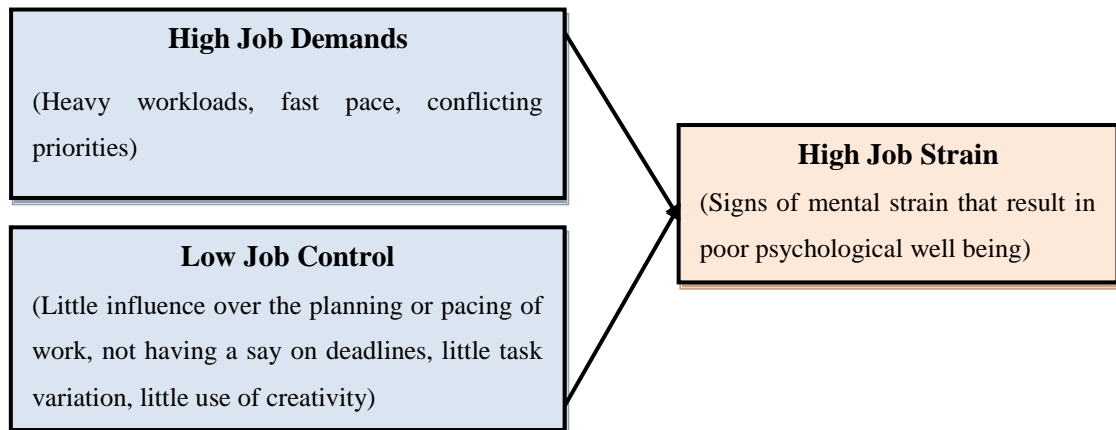 High Job Demands
(Heavy workloads, fast pace, conflicting
priorities)
Low Job Control
(Little influence over the planning or pacing of
work, not having a say on deadlines, little task
variation, little use of creativity)
High Job Strain
(Signs of mental strain that result in
poor psychological well being)